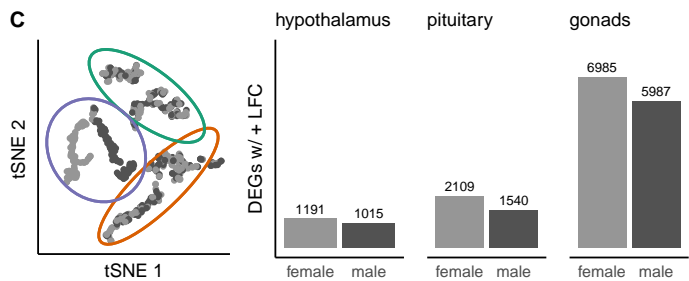 C
hypothalamus
pituitary
gonads
tSNE 2
tSNE 1
DEGs w/ + LFC
1191
1015
female
male
2109
1540
female
male
6985
5987
female
male